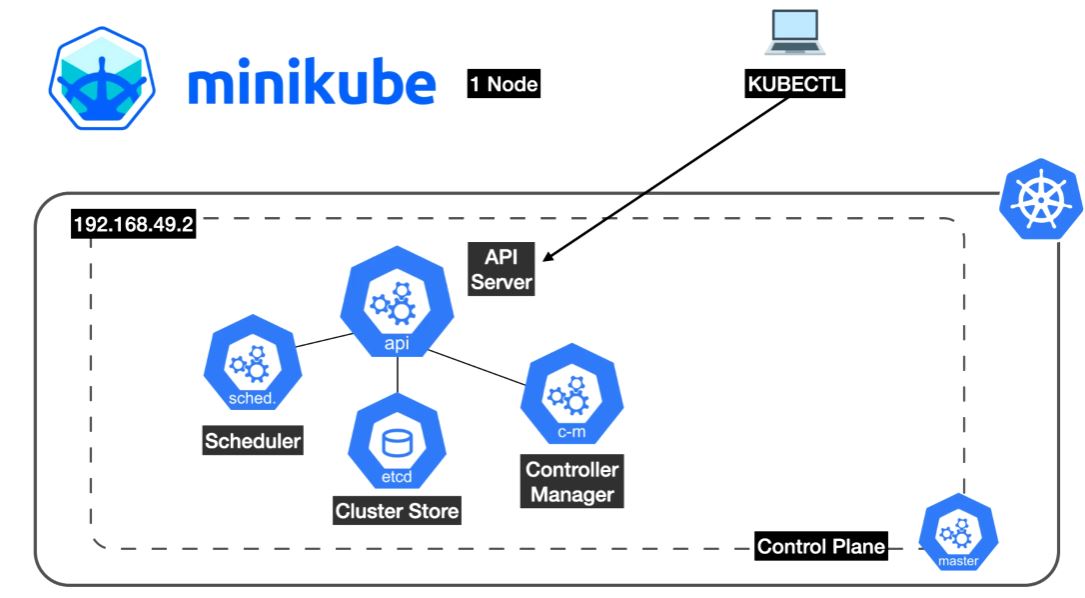 minikube
1 Node
KUBECTL
192.168.49.2
API
Server
api
sched.
Scheduler
etcd
Cluster Store
c-m
Controller
Manager
Control Plane
master